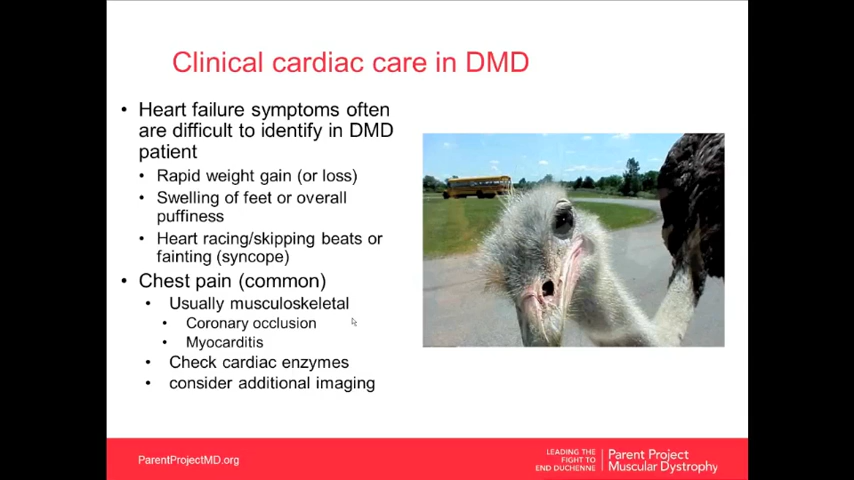 Clinical cardiac care in DMD
• Heart failure symptoms often
are difficult to identify in DMD
patient
• Rapid weight gain (or loss)
• Swelling of feet or overall
puffiness
• Heart racing/skipping beats or
fainting (syncope)
• Chest pain (common)
• Usually musculoskeletal
• Coronary occlusion
• Myocarditis
• Check cardiac enzymes
• consider additional imaging
ParentProjectMD.org
LEADING THE
FIGHT TO
END DUCHENNE
Parent Project
Muscular Dystrophy